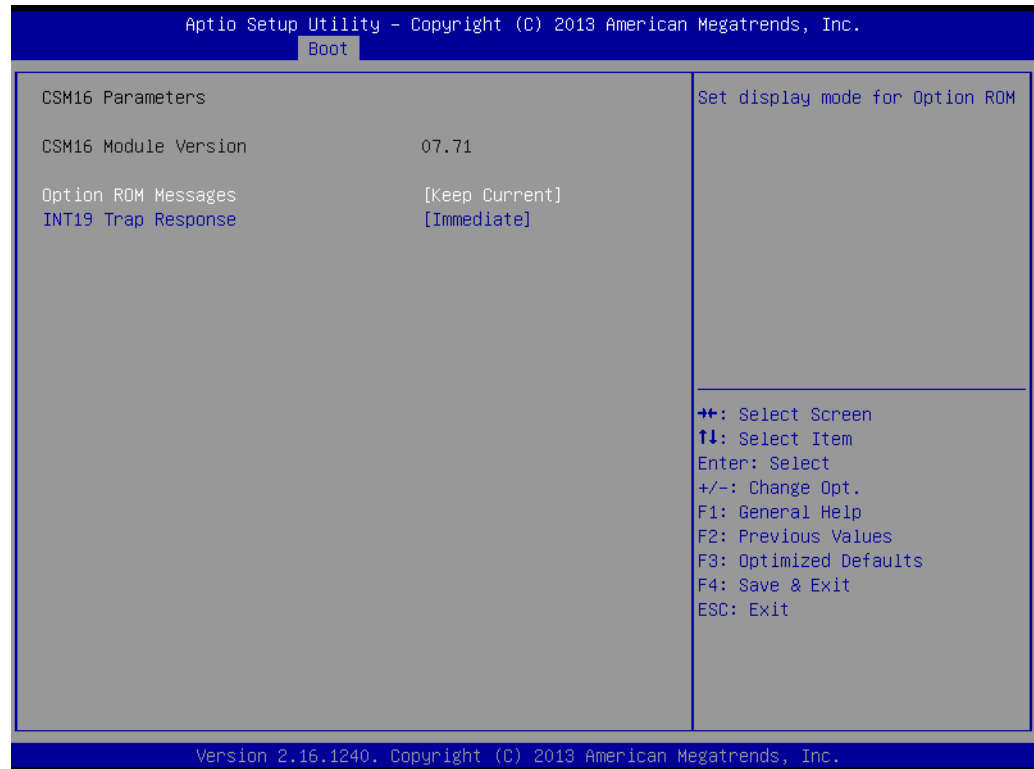 Aptio Setup Utility – Copyright (C) 2013 American Megatrends, Inc.
Boot
CSM16 Parameters
CSM16 Module Version 07.71
Option ROM Messages [Keep Current]
INT19 Trap Response [Immediate]
Set display mode for Option ROM
→←: Select Screen
↑↓: Select Item
Enter: Select
+/-: Change Opt.
F1: General Help
F2: Previous Values
F3: Optimized Defaults
F4: Save & Exit
ESC: Exit
Version 2.16.1240. Copyright (C) 2013 American Megatrends, Inc.